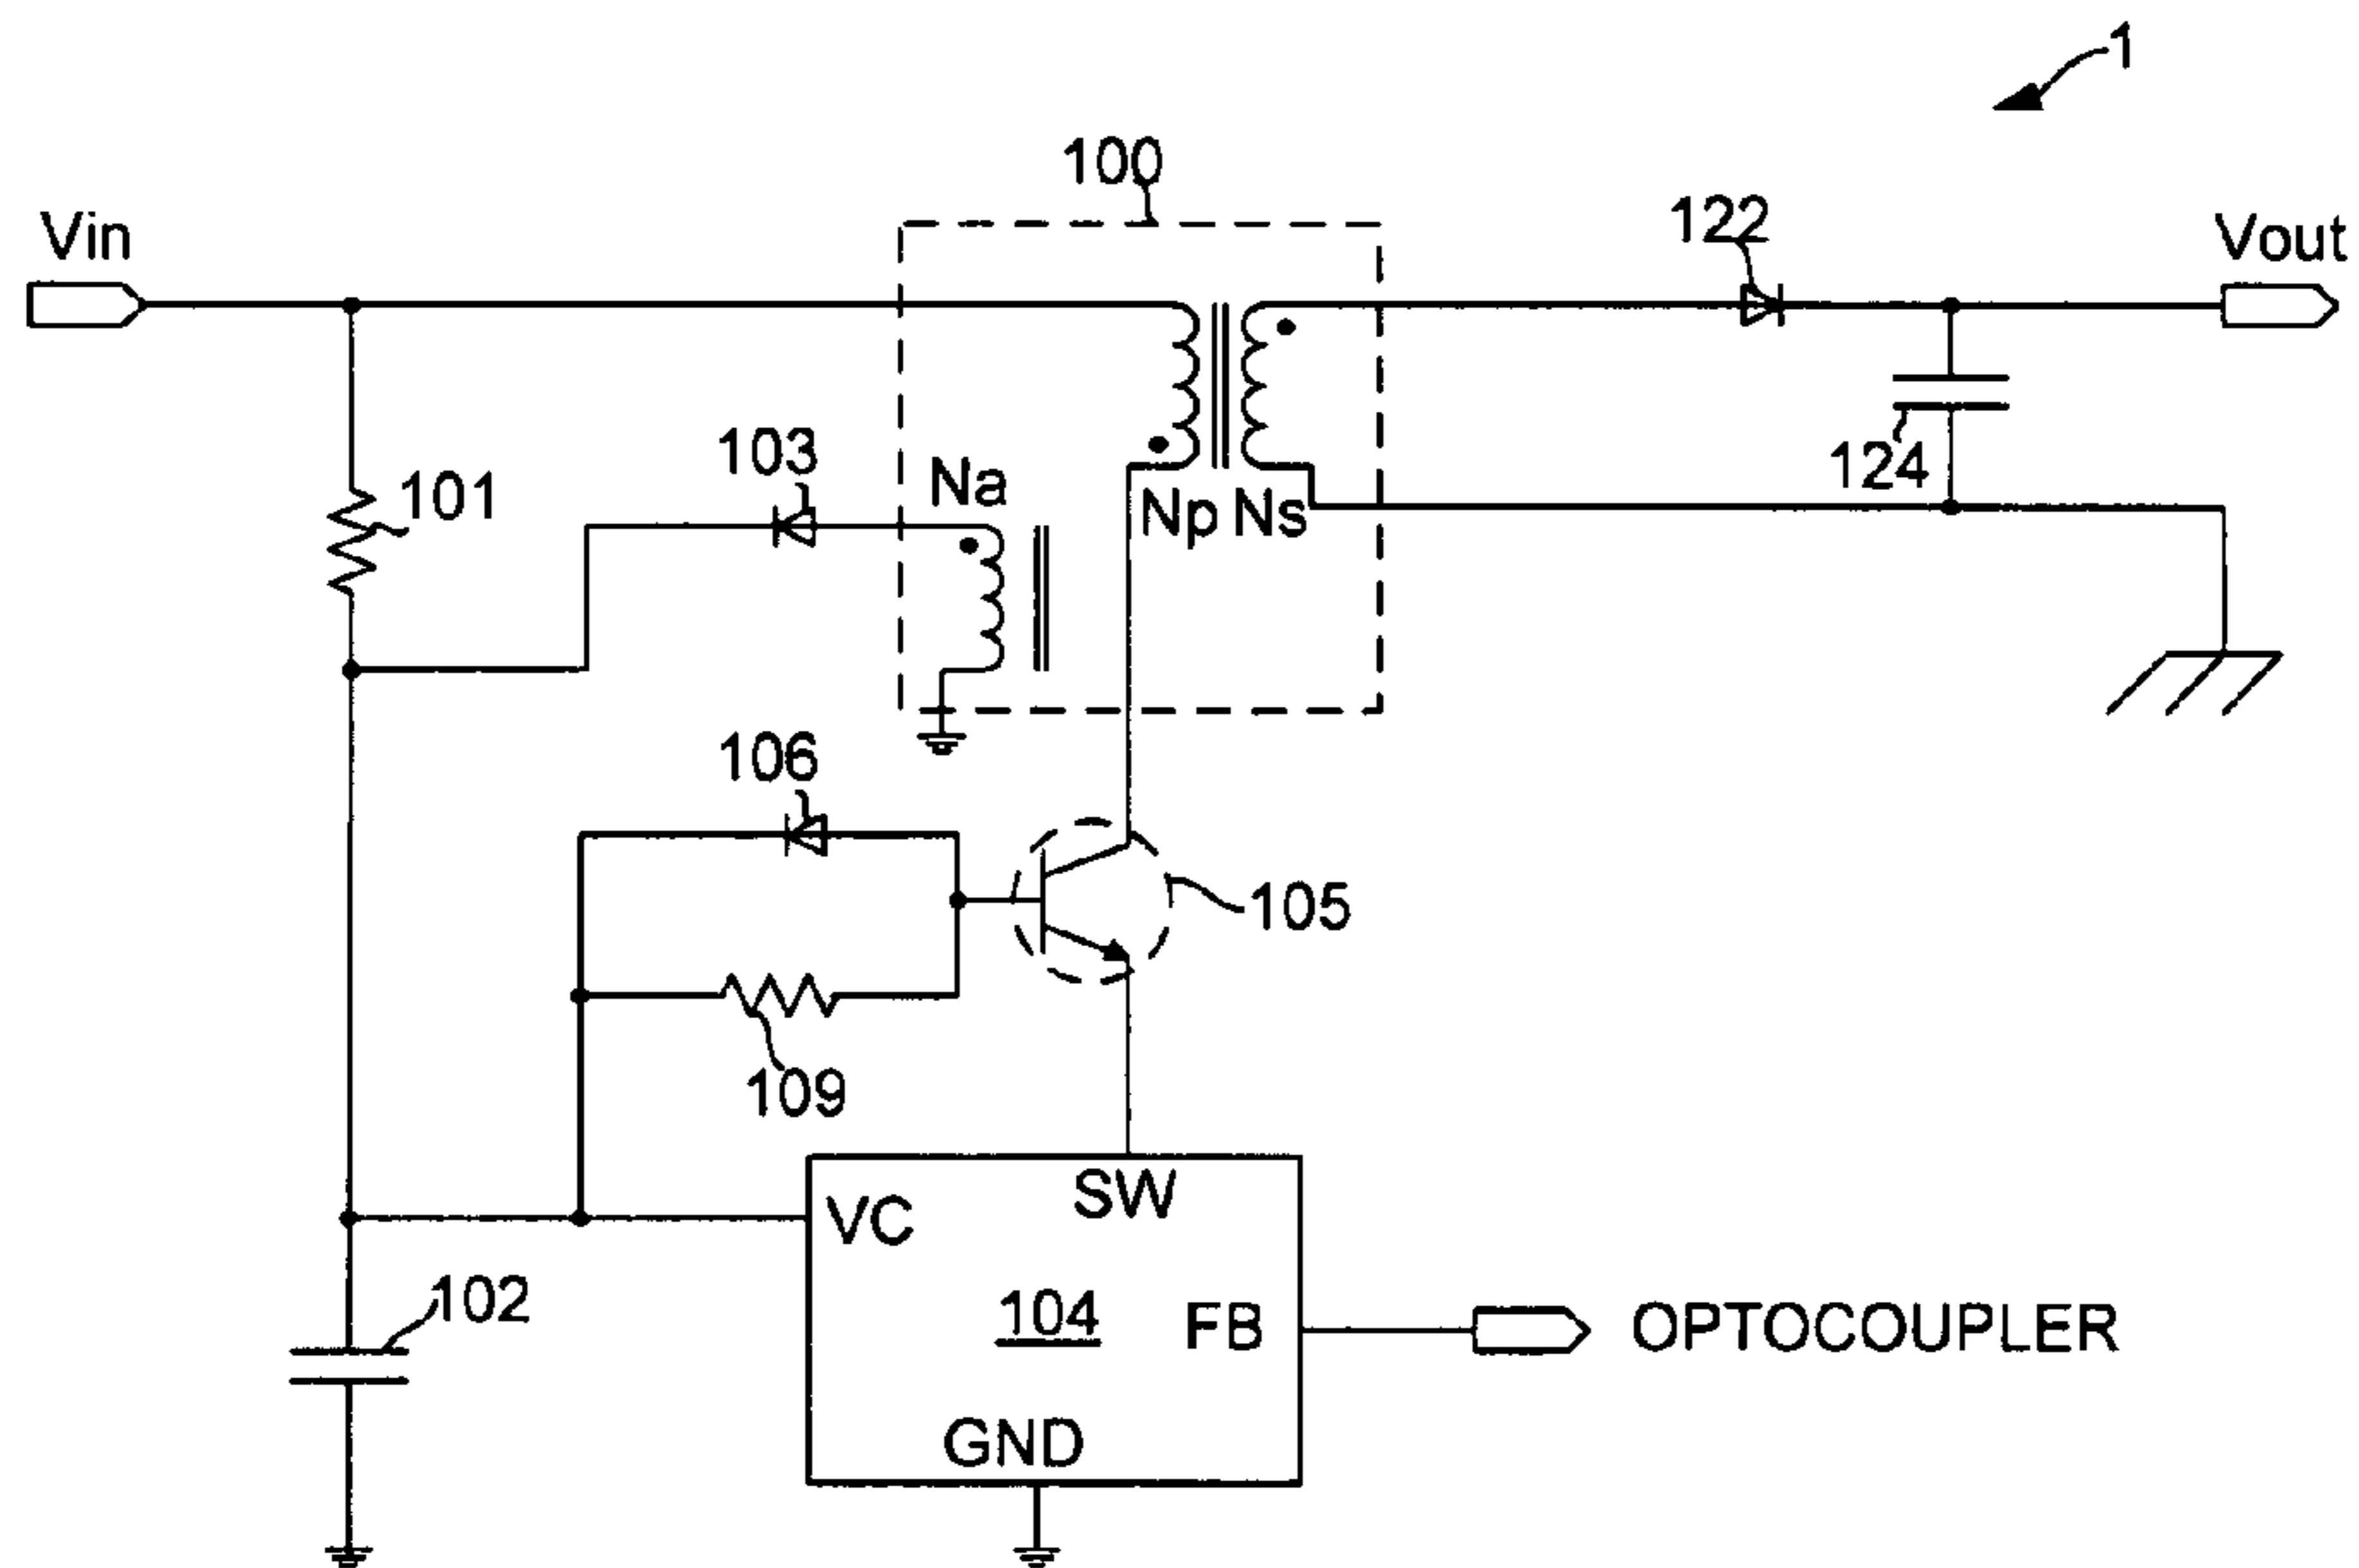 1
100
Vin
122
Vout
103
Na
101
124
Np Ns
106
105
109
VC
SW
102
104
FB
OPTOCOUPLER
GND